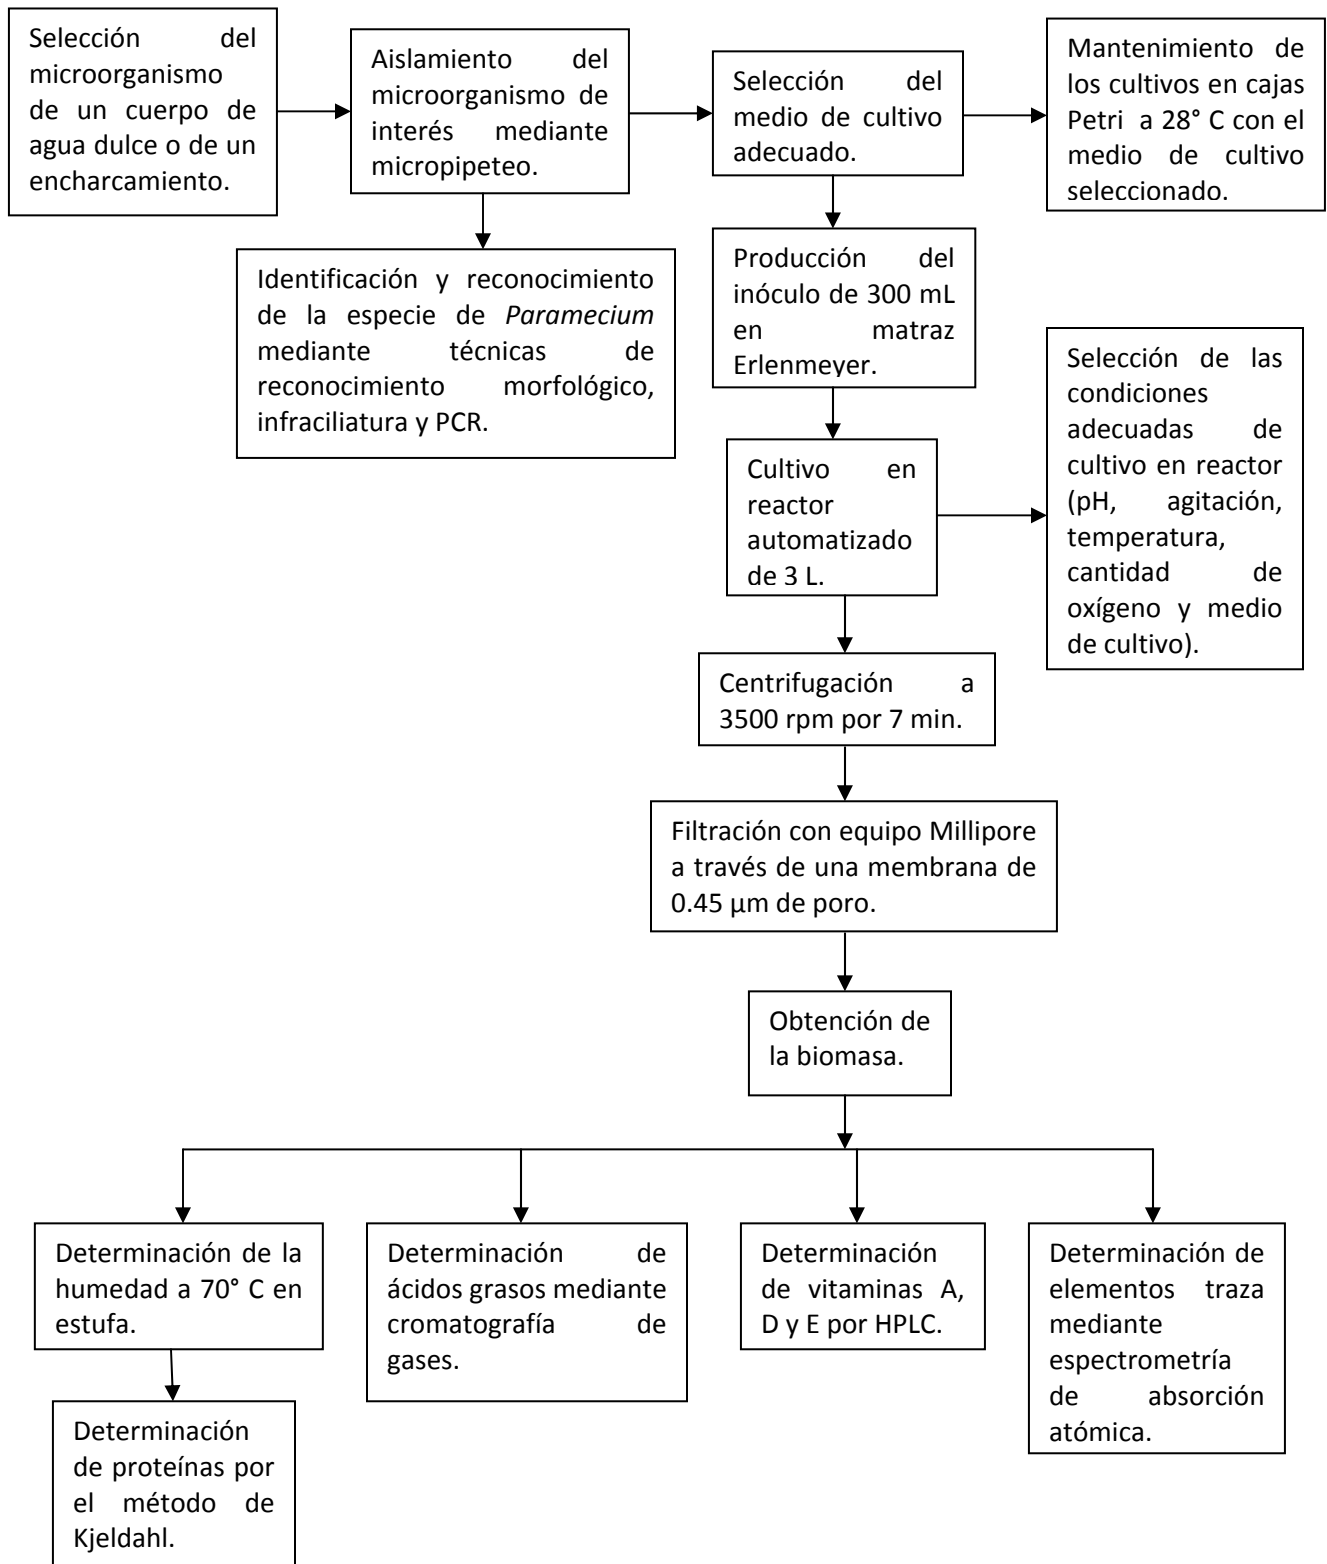 Selección del
microorganismo
de un cuerpo de
agua dulce o de un
encharcamiento.
Aislamiento del
microorganismo de
interés mediante
micropipeteo.
Selección del
medio de cultivo
adecuado.
Mantenimiento de
los cultivos en cajas
Petri a 28° C con el
medio de cultivo
seleccionado.
Identificación y reconocimiento
de la especie de Paramecium
mediante técnicas de
reconocimiento morfológico,
infraciliatura y PCR.
Producción del
inóculo de 300 mL
en matraz
Erlenmeyer.
Cultivo en
reactor
automatizado
de 3 L.
Selección de las
condiciones
adecuadas de
cultivo en reactor
(pH, agitación,
temperatura,
cantidad de
oxígeno y medio
de cultivo).
Centrifugación a
3500 rpm por 7 min.
Filtración con equipo Millipore
a través de una membrana de
0.45 µm de poro.
Obtención de
la biomasa.
Determinación de la
humedad a 70° C en
estufa.
Determinación de
ácidos grasos mediante
cromatografía de
gases.
Determinación
de vitaminas A,
D y E por HPLC.
Determinación de
elementos traza
mediante
espectrometría
de absorción
atómica.
Determinación
de proteínas por
el método de
Kjeldahl.